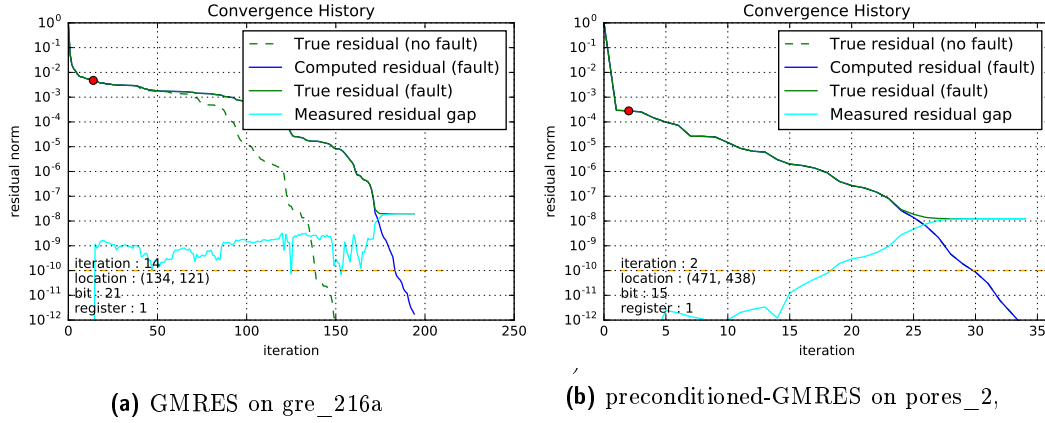 Convergence History
10^0
10^-1
10^-2
10^-3
10^-4
10^-5
10^-6
10^-7
10^-8
10^-9
10^-10
10^-11
10^-12
residual norm
True residual (no fault)
Computed residual (fault)
True residual (fault)
Measured residual gap
iteration : 14
location : (134, 121)
bit : 21
register : 1
0 50 100 150 200 250
iteration
(a) GMRES on gre_216a
Convergence History
10^0
10^-1
10^-2
10^-3
10^-4
10^-5
10^-6
10^-7
10^-8
10^-9
10^-10
10^-11
10^-12
residual norm
True residual (no fault)
Computed residual (fault)
True residual (fault)
Measured residual gap
iteration : 2
location : (471, 438)
bit : 15
register : 1
0 5 10 15 20 25 30 35
iteration
,
(b) preconditioned-GMRES on pores_2,